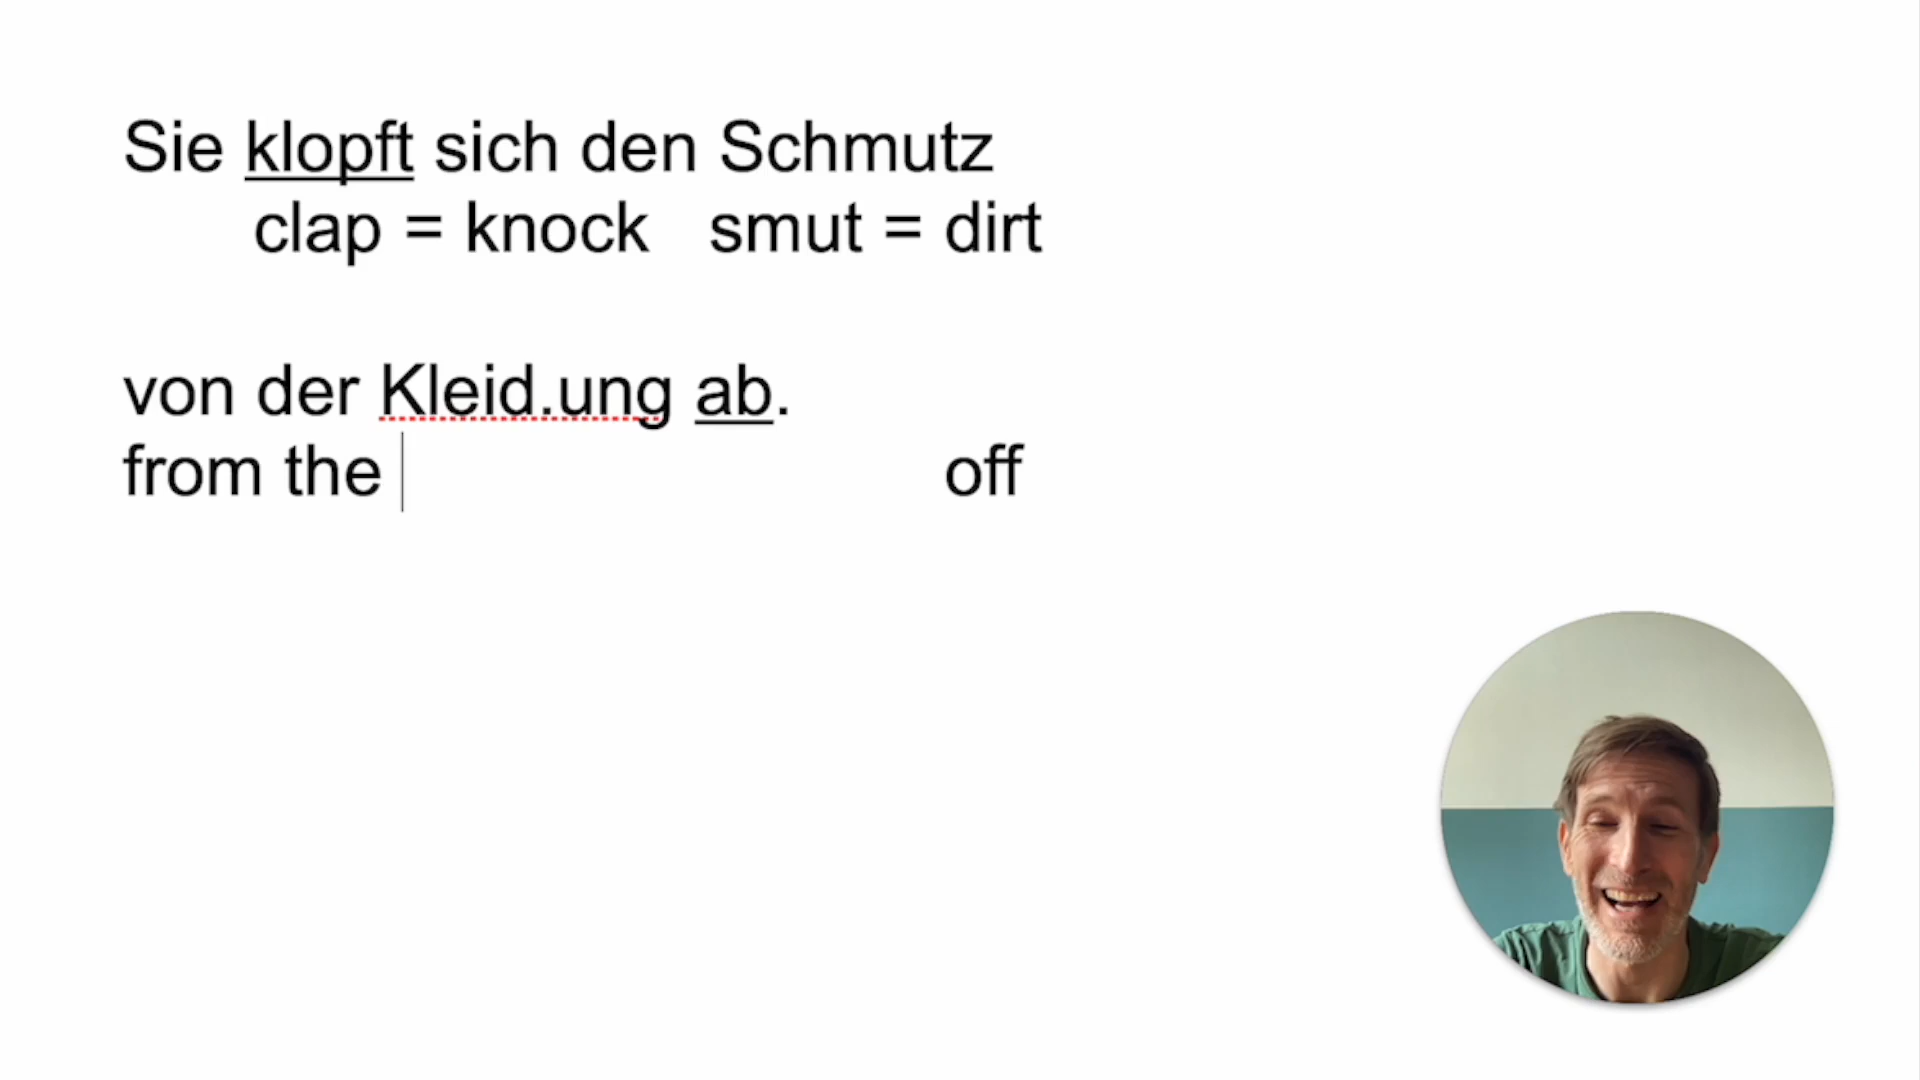 Sie klopft sich den Schmutz
clap = knock smut = dirt
von der Kleid.ung ab.
from the off